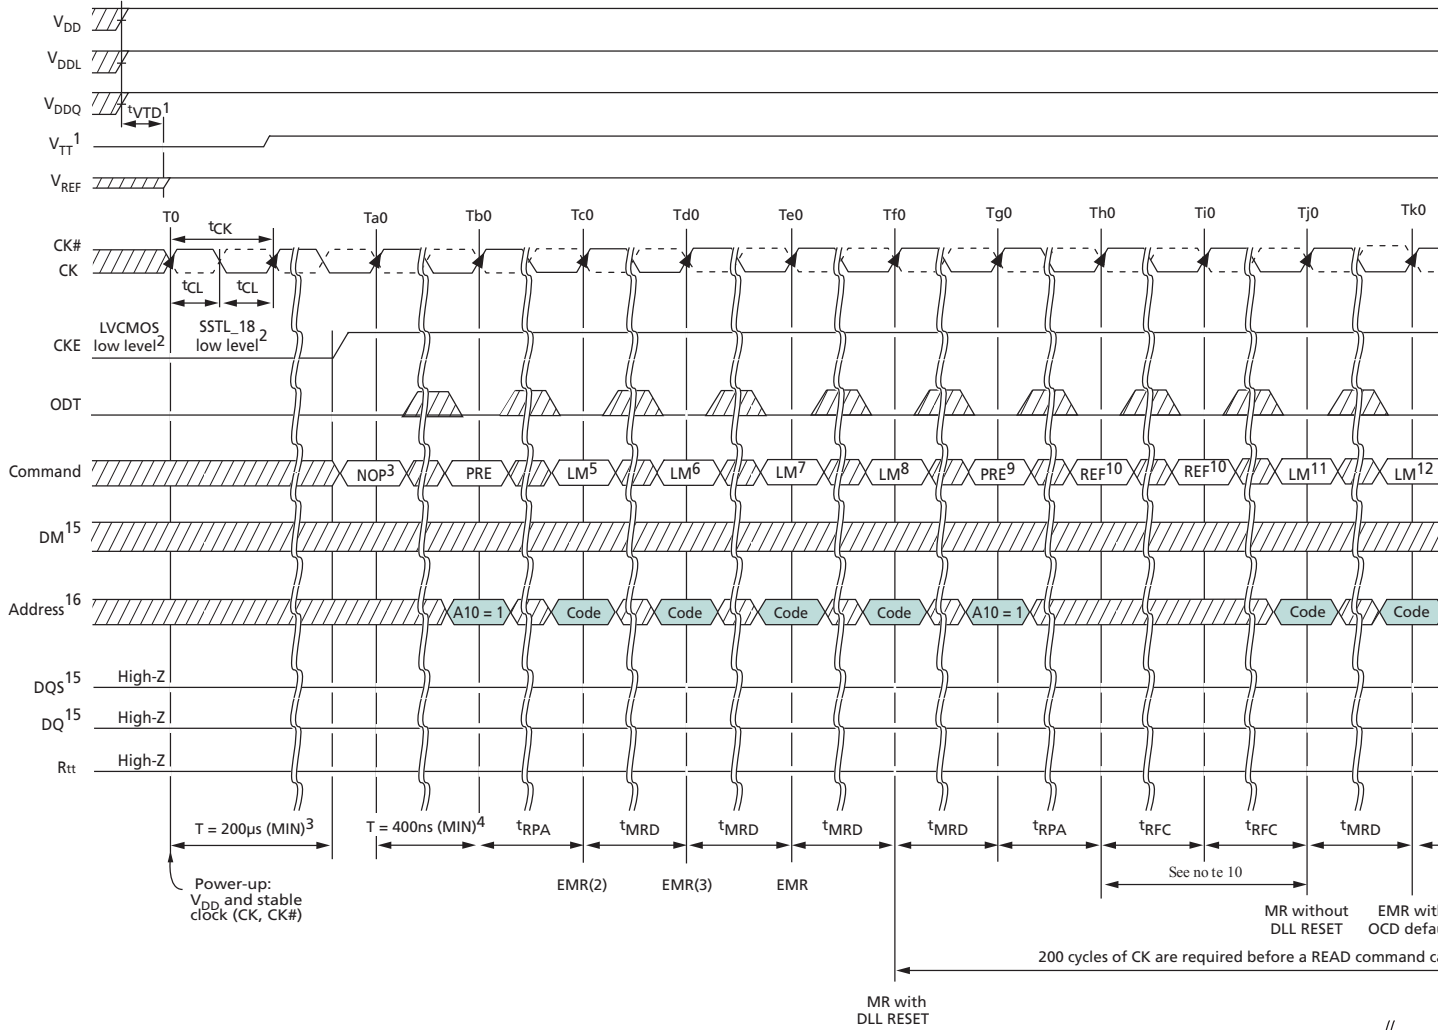 VDD
VDDL
VDDQ
tVTD1
VTT1
VREF
T0 Ta0 Tb0 Tc0 Td0 Te0 Tf0 Tg0 Th0 Ti0 Tj0 Tk0
tCK
CK#
CK
tCL tCL
LVCMOS
low level2
SSTL_18
low level2
CKE
ODT
Command NOP3 PRE LM5 LM6 LM7 LM8 PRE9 REF10 REF10 LM11 LM12
DM15
Address16 A10 = 1 Code Code Code Code A10 = 1 Code Code
DQS15 High-Z
DQ15 High-Z
Rtt High-Z
T = 200µs (MIN)3 T = 400ns (MIN)4 tRPA tMRD tMRD tMRD tMRD tRPA tRFC tRFC tMRD
See no te 10
Power-up:
VDD and stable
clock (CK, CK#)
EMR(2) EMR(3) EMR
MR without
DLL RESET
EMR with
OCD defau
200 cycles of CK are required before a READ command ca
MR with
DLL RESET